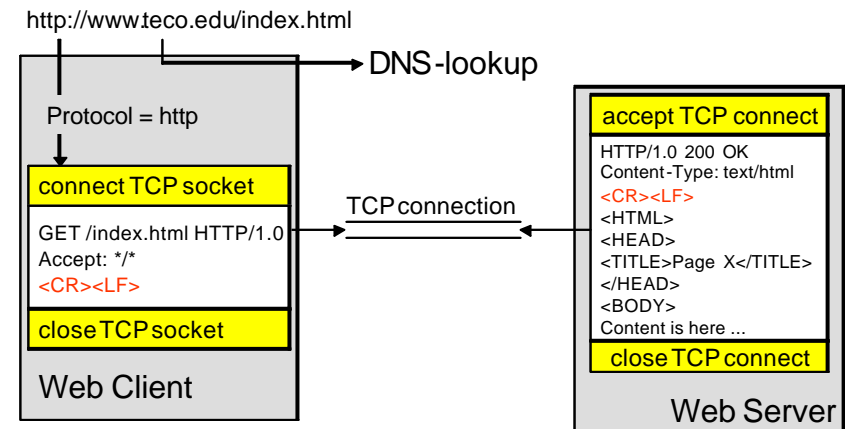 http://www.teco.edu/index.html
DNS-lookup
Protocol = http
connect TCP socket
GET /index.html HTTP/1.0
Accept: */*
<CR><LF>
close TCP socket
Web Client
TCP connection
accept TCP connect
HTTP/1.0 200 OK
Content-Type: text/html
<CR><LF>
<HTML>
<HEAD>
<TITLE>Page X</TITLE>
</HEAD>
<BODY>
Content is here ...
close TCP connect
Web Server